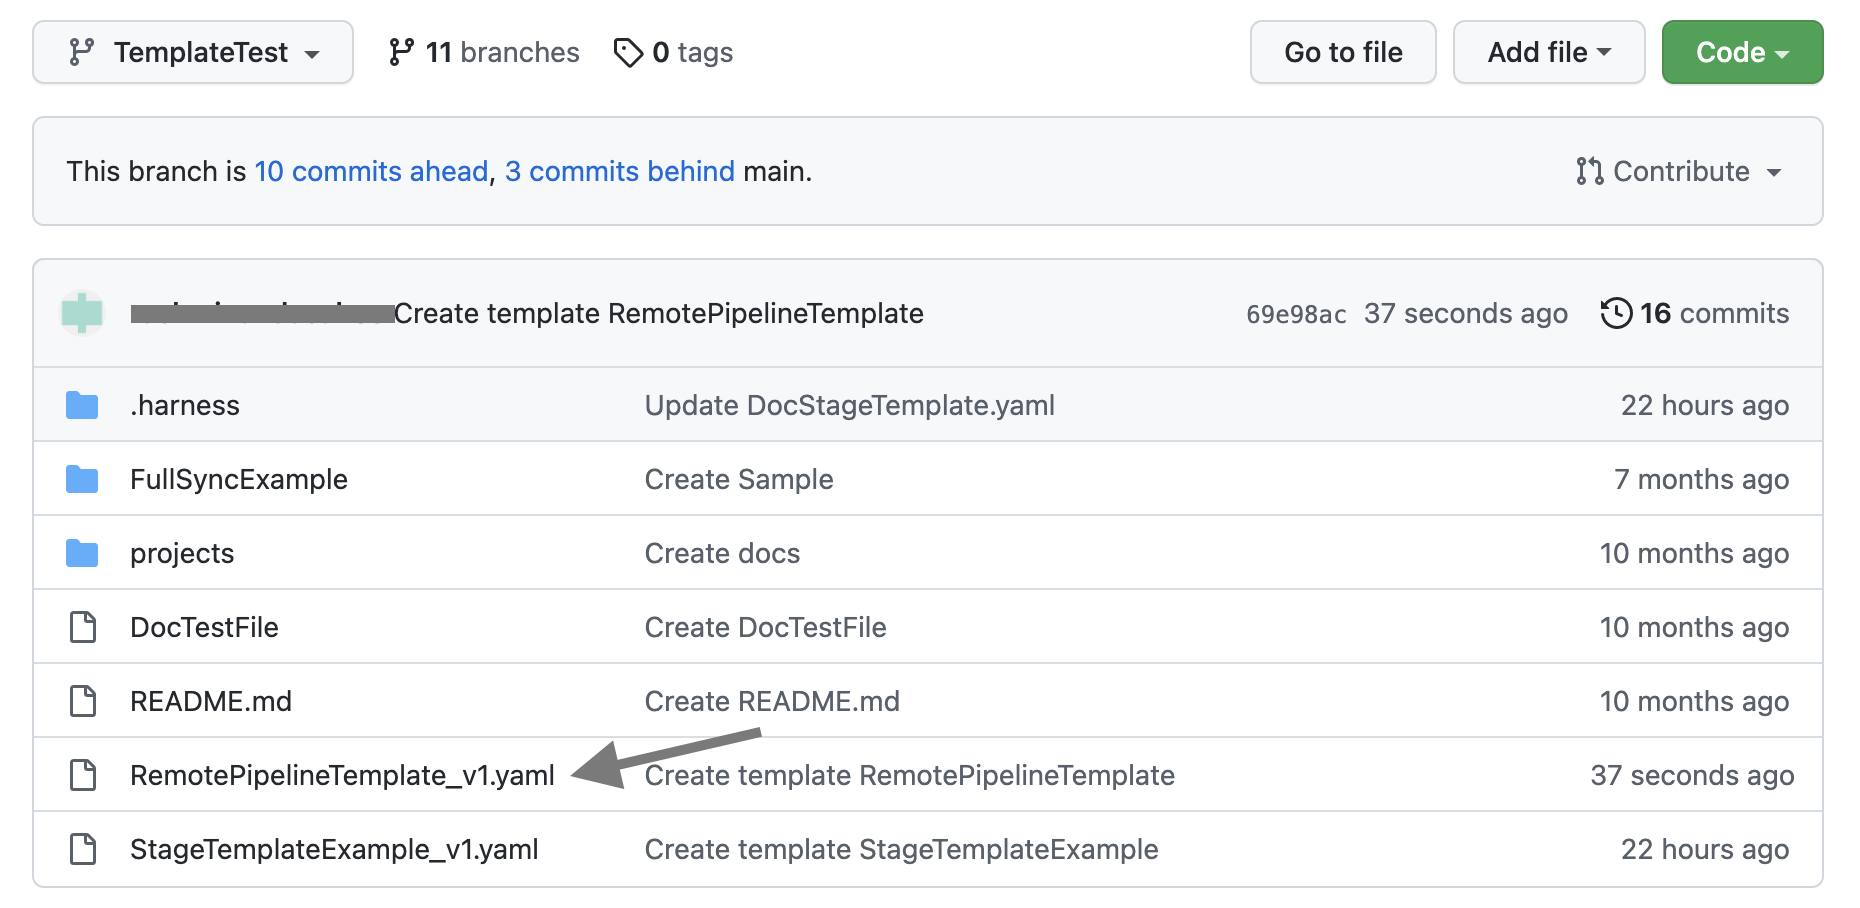 TemplateTest 11 branches 0 tags Go to file Add file Code
This branch is 10 commits ahead, 3 commits behind main. Contribute
Create template RemotePipelineTemplate 69e98ac 37 seconds ago 16 commits
.harness Update DocStageTemplate.yaml 22 hours ago
FullSyncExample Create Sample 7 months ago
projects Create docs 10 months ago
DocTestFile Create DocTestFile 10 months ago
README.md Create README.md 10 months ago
RemotePipelineTemplate_v1.yaml Create template RemotePipelineTemplate 37 seconds ago
StageTemplateExample_v1.yaml Create template StageTemplateExample 22 hours ago